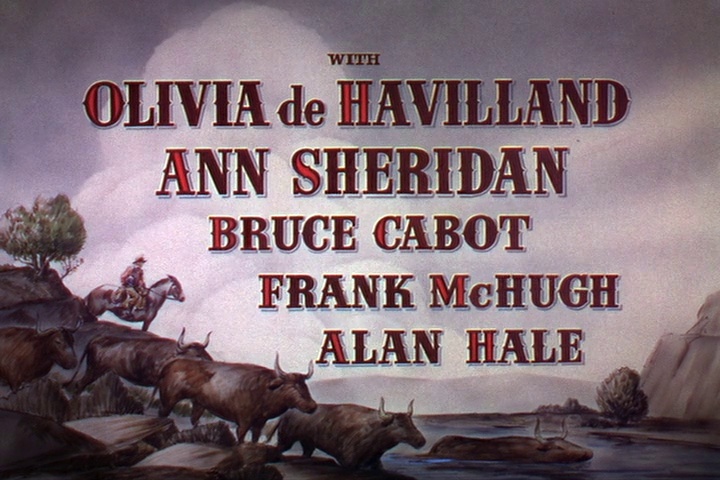 WITH
OLIVIA de HAVILLAND
ANN SHERIDAN
BRUCE CABOT
FRANK McHUGH
ALAN HALE